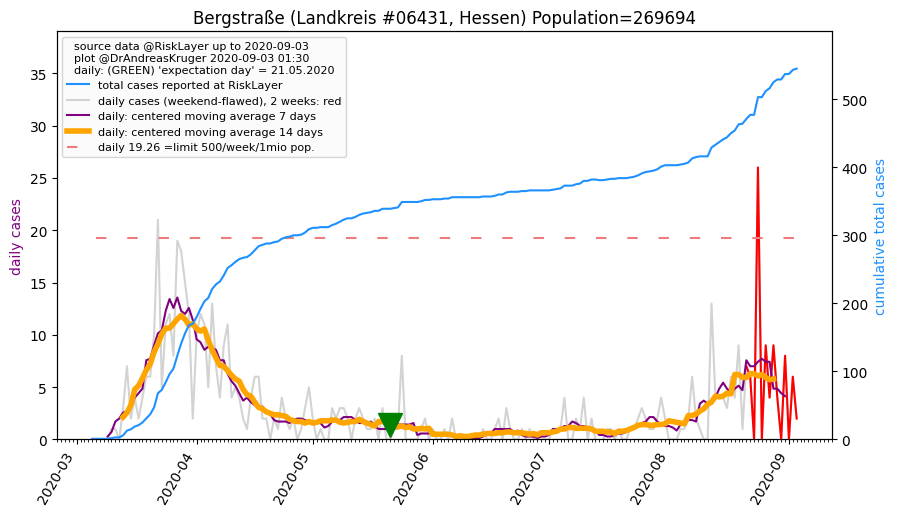 Bergstraße (Landkreis #06431, Hessen) Population=269694
source data @RiskLayer up to 2020-09-03
plot @DrAndreasKruger 2020-09-03 01:30
daily: (GREEN) 'expectation day' = 21.05.2020
total cases reported at RiskLayer
daily cases (weekend-flawed), 2 weeks: red
daily: centered moving average 7 days
daily: centered moving average 14 days
daily 19.26 =limit 500/week/1mio pop.
daily cases
35
30
25
20
15
10
5
0
cumulative total cases
500
400
300
200
100
0
2020-03
2020-04
2020-05
2020-06
2020-07
2020-08
2020-09